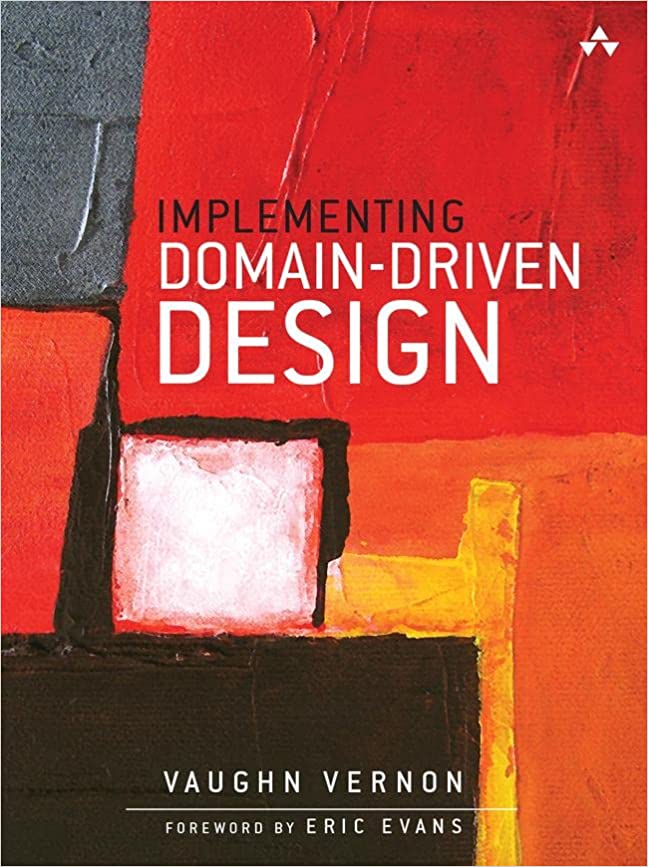 IMPLEMENTING
DOMAIN-DRIVEN
DESIGN
VAUGHN VERNON
FOREWORD BY ERIC EVANS